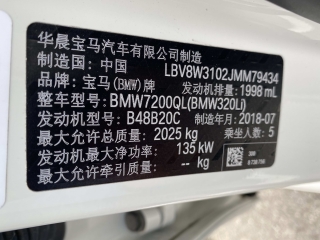 华晨宝马汽车有限公司制造
制造国：中国 LBV8W3102JMM79434
品牌：宝马(BMW)牌 发动机排量：1998 mL
整车型号：BMW7200QL(BMW320Li)
发动机型号：B48B20C 制造年月：2018-07
最大允许总质量：2025 kg 乘坐人数：5
发动机最大净功率：135 kW
最大允许牵引质量：—— kg